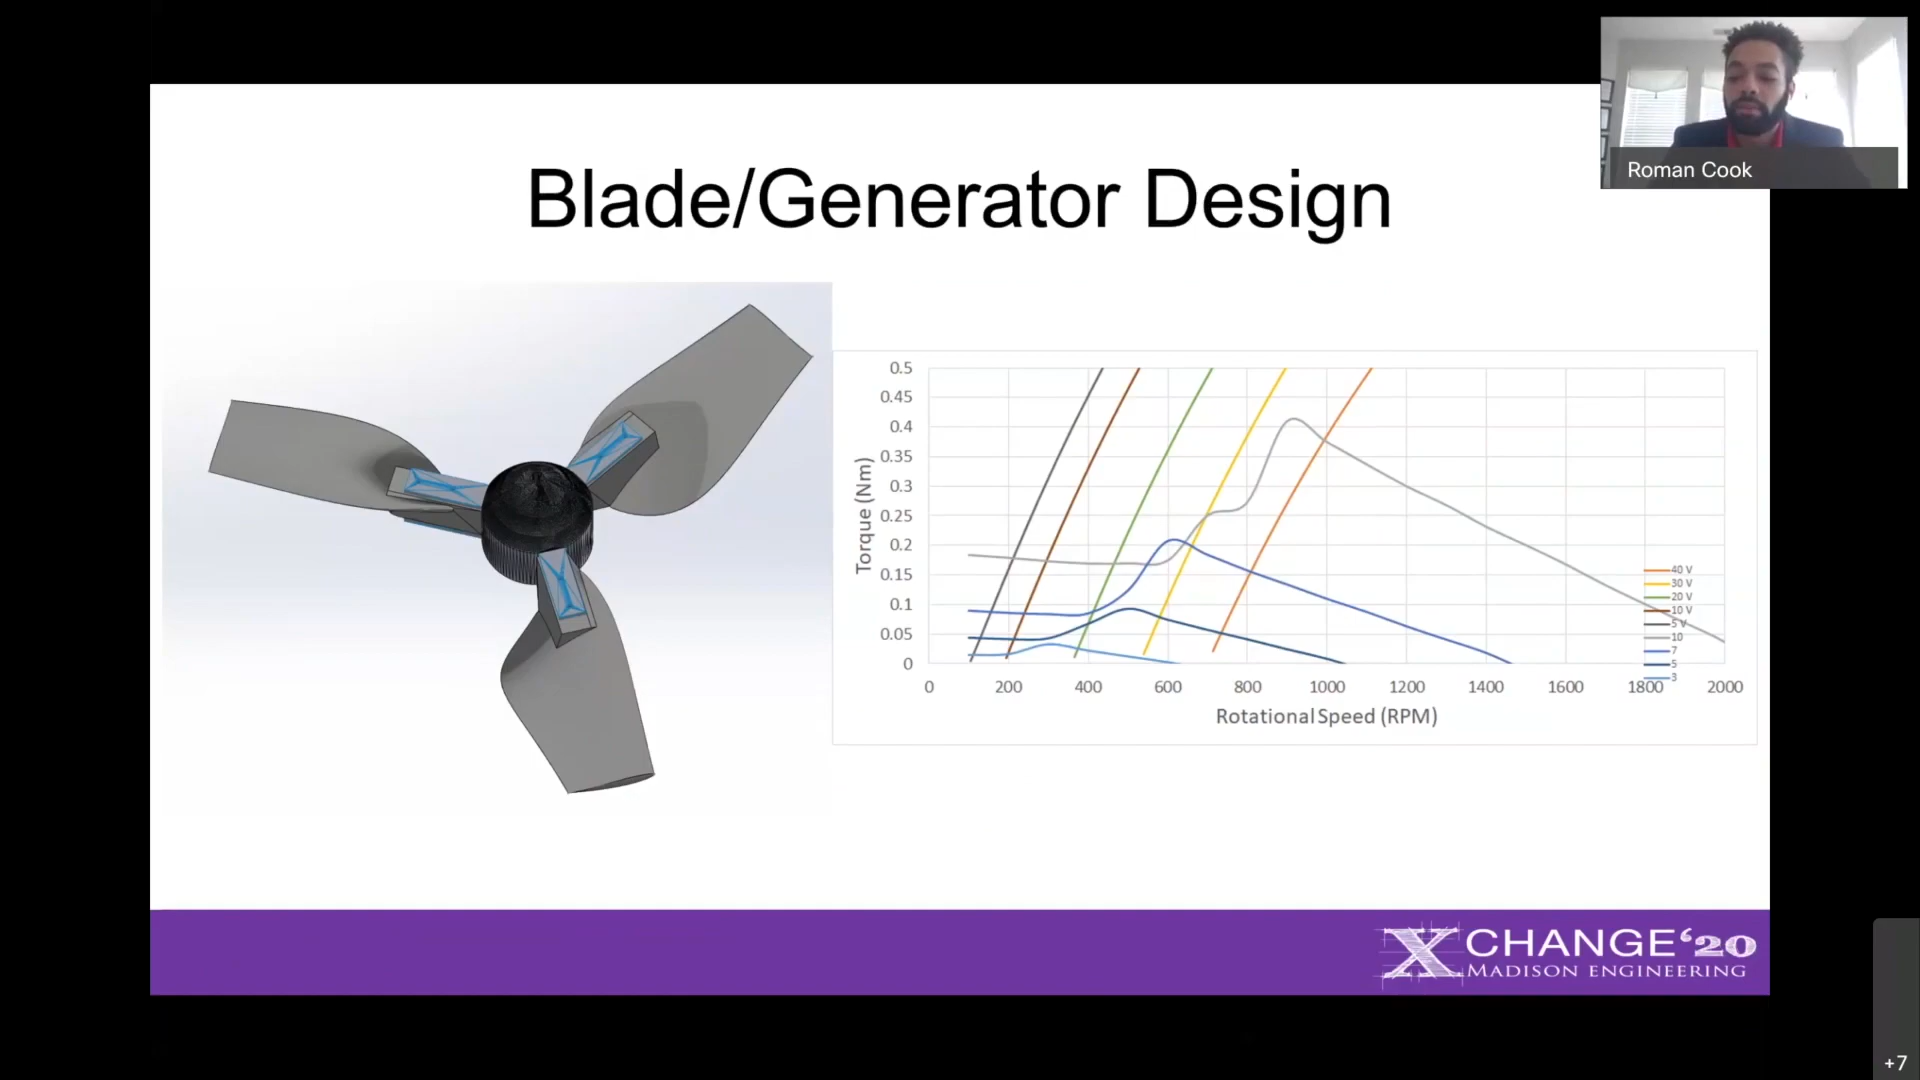 Roman Cook
Blade/Generator Design
0.5
0.45
0.4
0.35
0.3
0.25
0.2
0.15
0.1
0.05
0
Torque (Nm)
0
200
400
600
800
1000
1200
1400
1600
1800
2000
Rotational Speed (RPM)
40 V
30 V
20 V
10 V
5 V
10
7
5
3
X CHANGE‘20
MADISON ENGINEERING
+7